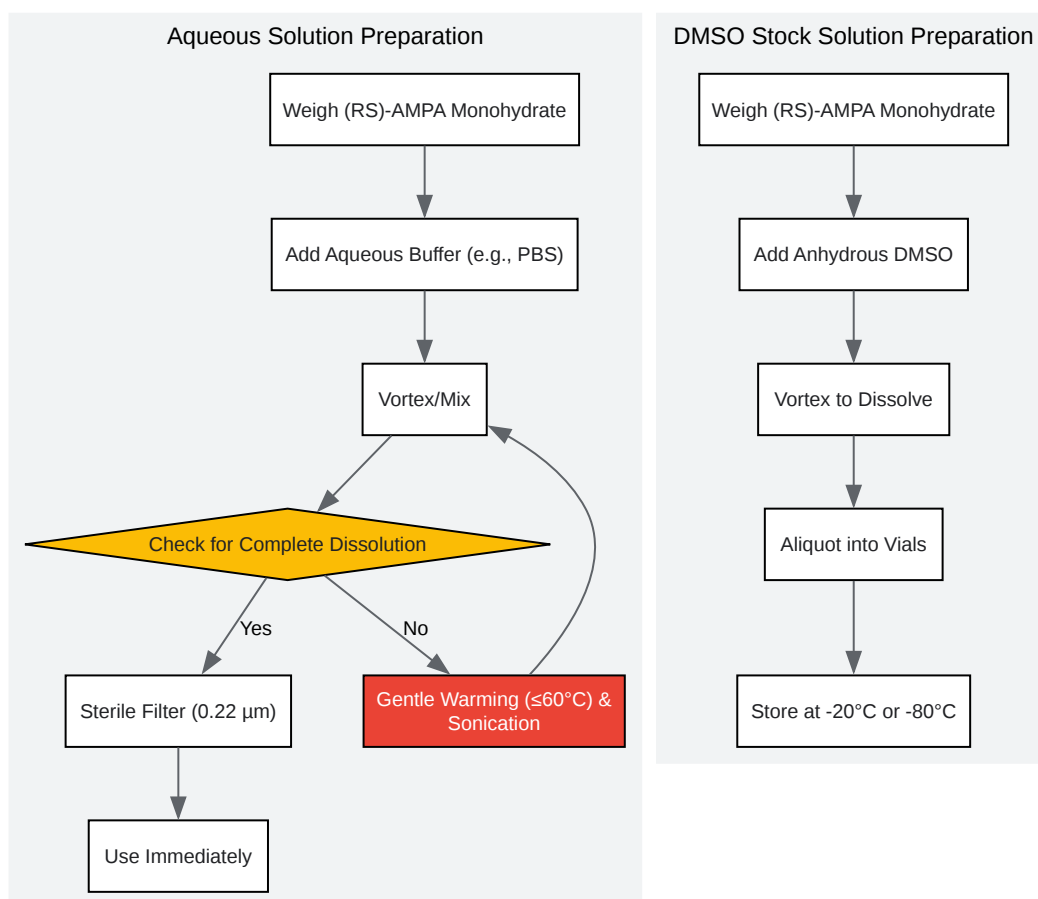 Aqueous Solution Preparation
Weigh (RS)-AMPA Monohydrate
Add Aqueous Buffer (e.g., PBS)
Vortex/Mix
Check for Complete Dissolution
Yes
No
Sterile Filter (0.22 µm)
Gentle Warming (≤60°C) &
Sonication
Use Immediately
DMSO Stock Solution Preparation
Weigh (RS)-AMPA Monohydrate
Add Anhydrous DMSO
Vortex to Dissolve
Aliquot into Vials
Store at -20°C or -80°C